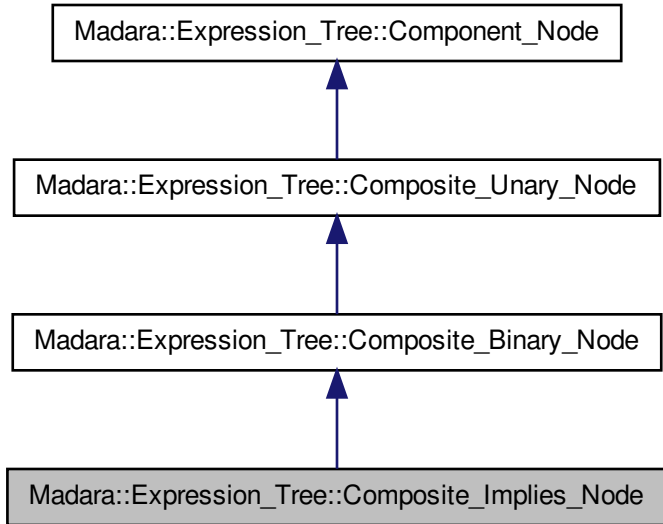 Madara::Expression_Tree::Component_Node
Madara::Expression_Tree::Composite_Unary_Node
Madara::Expression_Tree::Composite_Binary_Node
Madara::Expression_Tree::Composite_Implies_Node